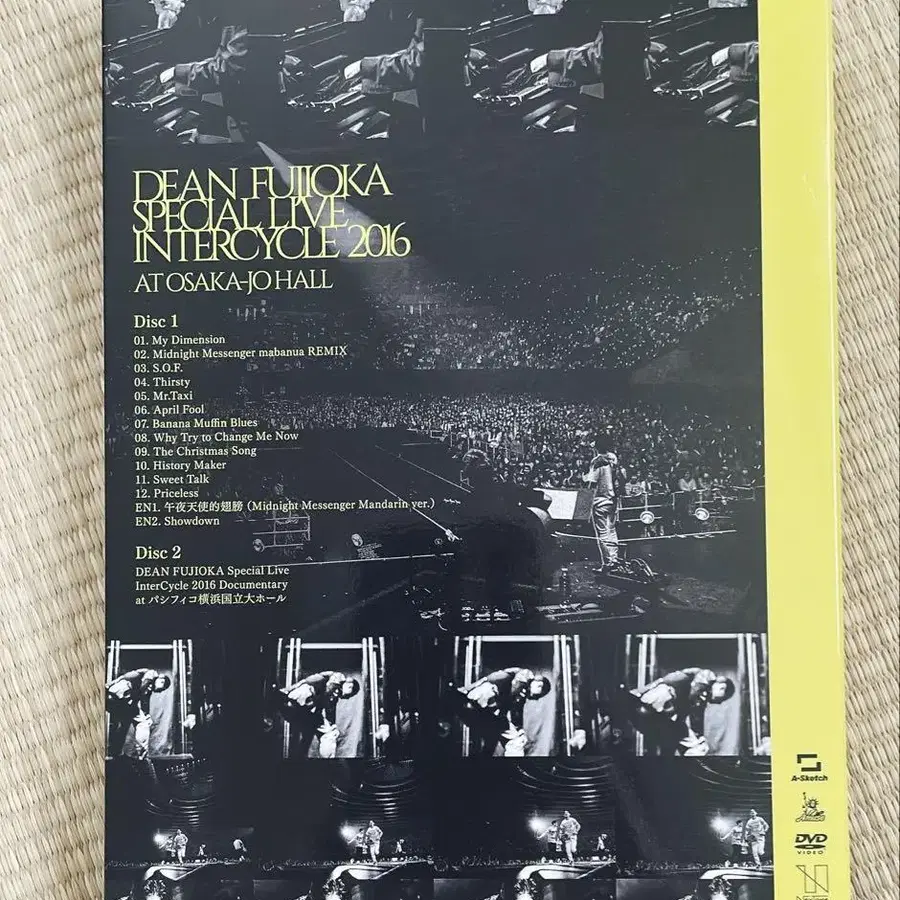 DEAN FUJIOKA
SPECIAL LIVE
INTERCYCLE 2016
AT OSAKA-JO HALL
Disc 1
01. My Dimension
02. Midnight Messenger mabanua REMIX
03. S.O.F.
04. Thirsty
05. Mr.Taxi
06. April Fool
07. Banana Muffin Blues
08. Why Try to Change Me Now
09. The Christmas Song
10. History Maker
11. Sweet Talk
12. Priceless
EN1. 午夜天使的翅膀 (Midnight Messenger Mandarin ver.)
EN2. Showdown
Disc 2
DEAN FUJIOKA Special Live
InterCycle 2016 Documentary
at パシフィコ横浜国立大ホール
A-Sketch
Amuse
DVD
VIDEO